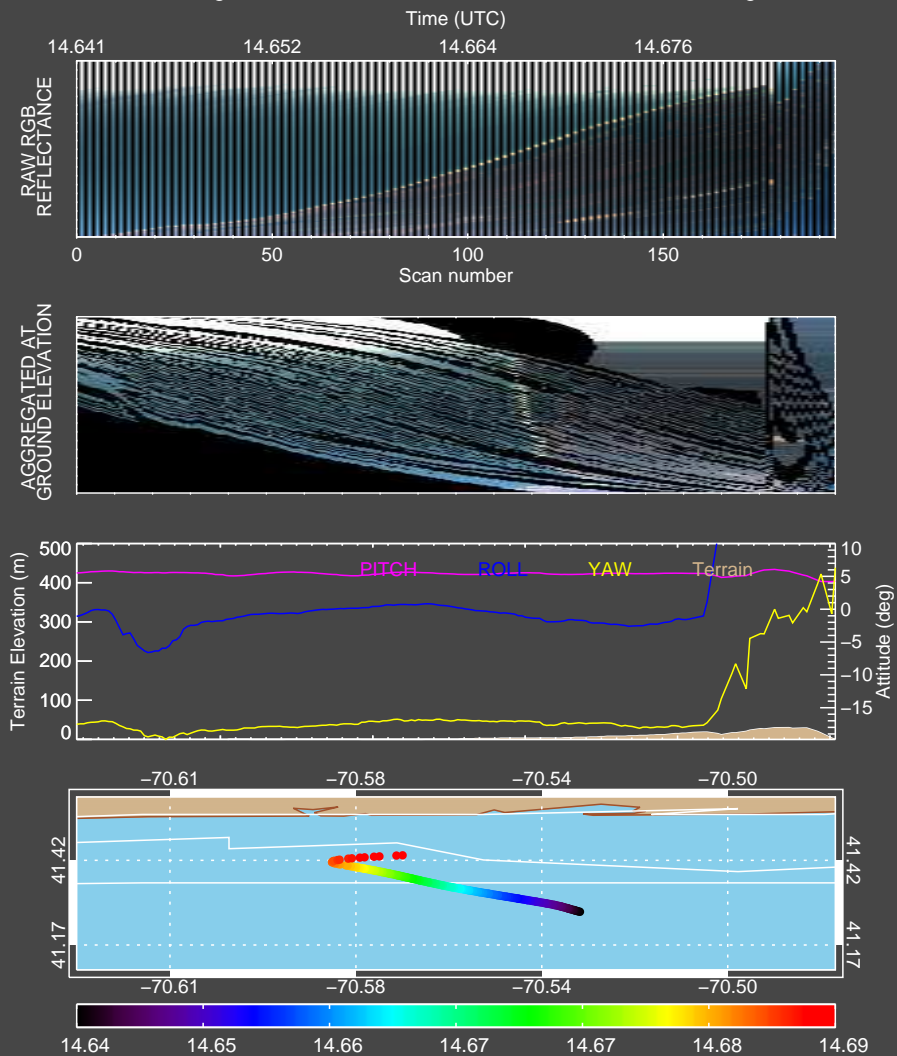 Time (UTC)
14.641 14.652 14.664 14.676
RAW RGB
REFLECTANCE
0 50 100 150
Scan number
AGGREGATED AT
GROUND ELEVATION
Terrain Elevation (m)
500
400
300
200
100
0
PITCH ROLL YAW Terrain
10
5
0
−5
−10
−15
Attitude (deg)
−70.61 −70.58 −70.54 −70.50
41.42 41.42
41.17 41.17
−70.61 −70.58 −70.54 −70.50
14.64 14.65 14.66 14.67 14.67 14.68 14.69